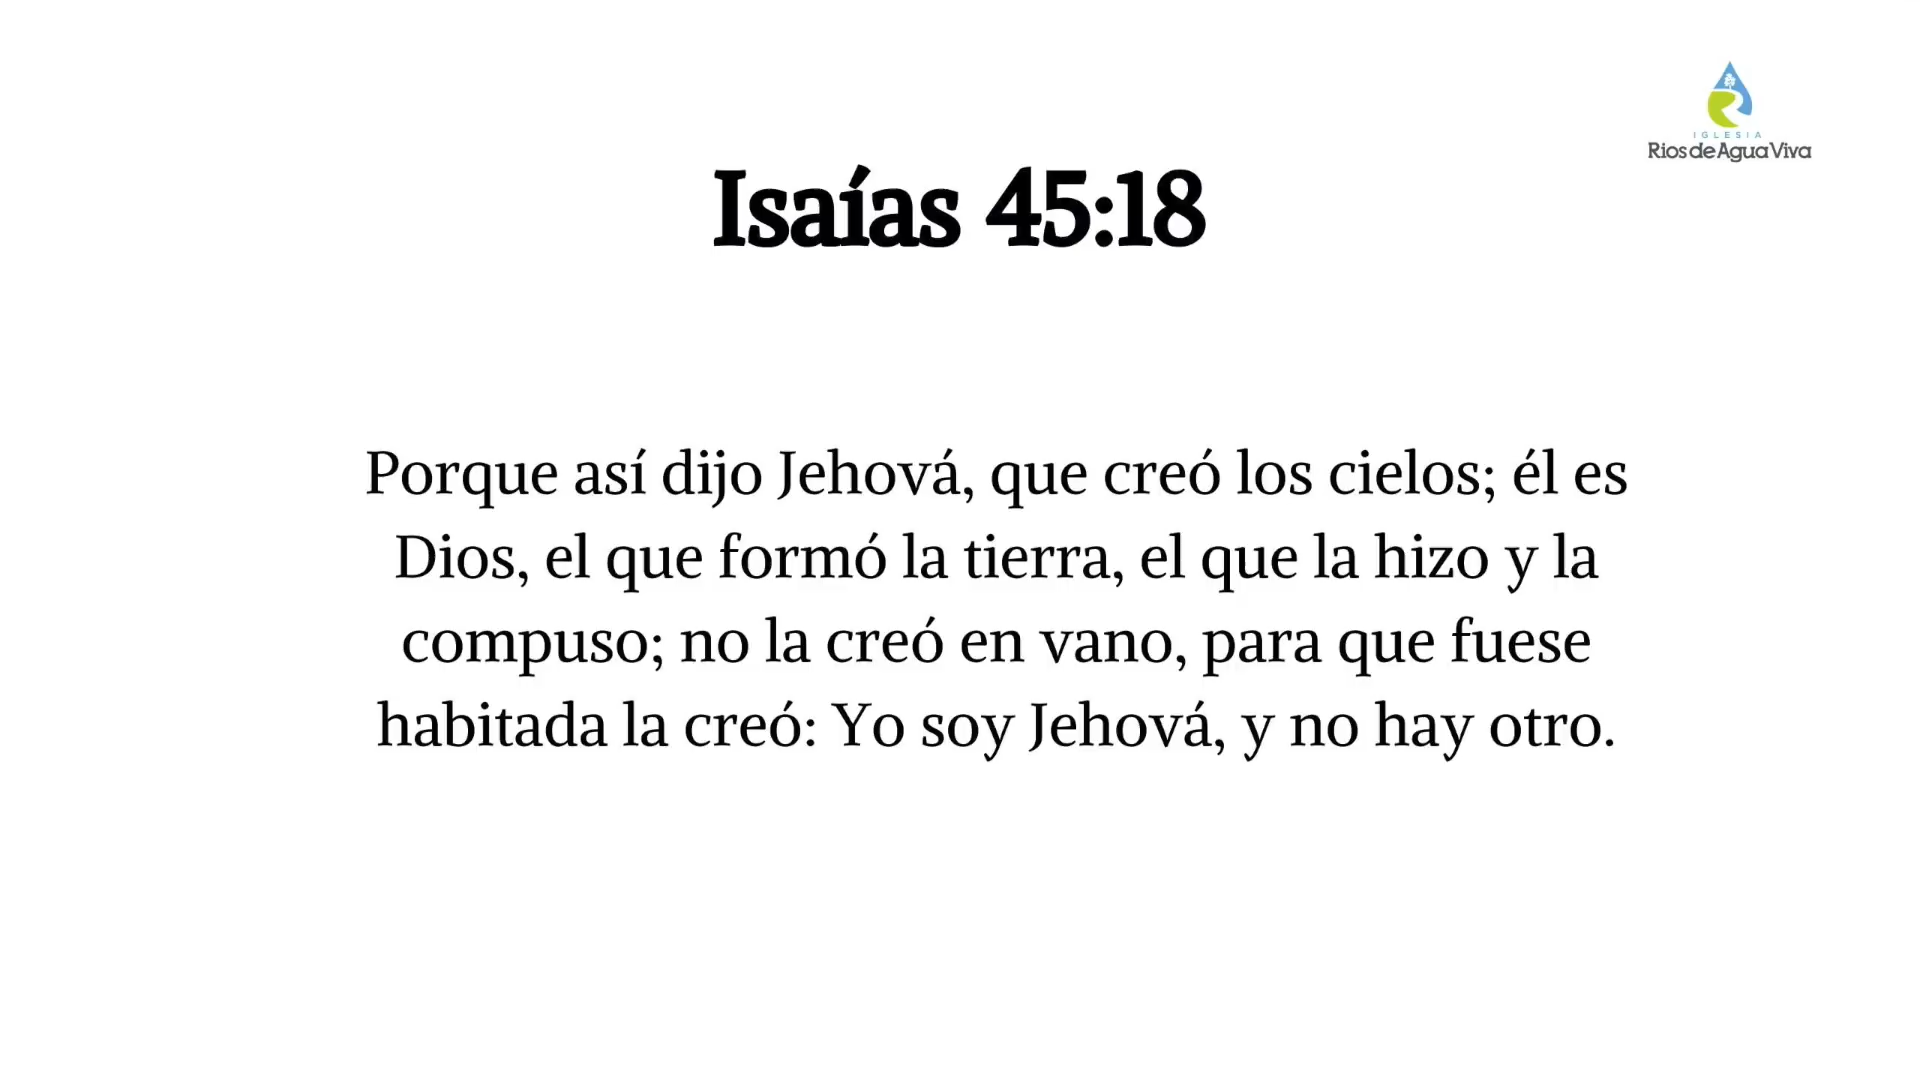 IGLESIA
Rios de Agua Viva
Isaías 45:18
Porque así dijo Jehová, que creó los cielos; él es
Dios, el que formó la tierra, el que la hizo y la
compuso; no la creó en vano, para que fuese
habitada la creó: Yo soy Jehová, y no hay otro.